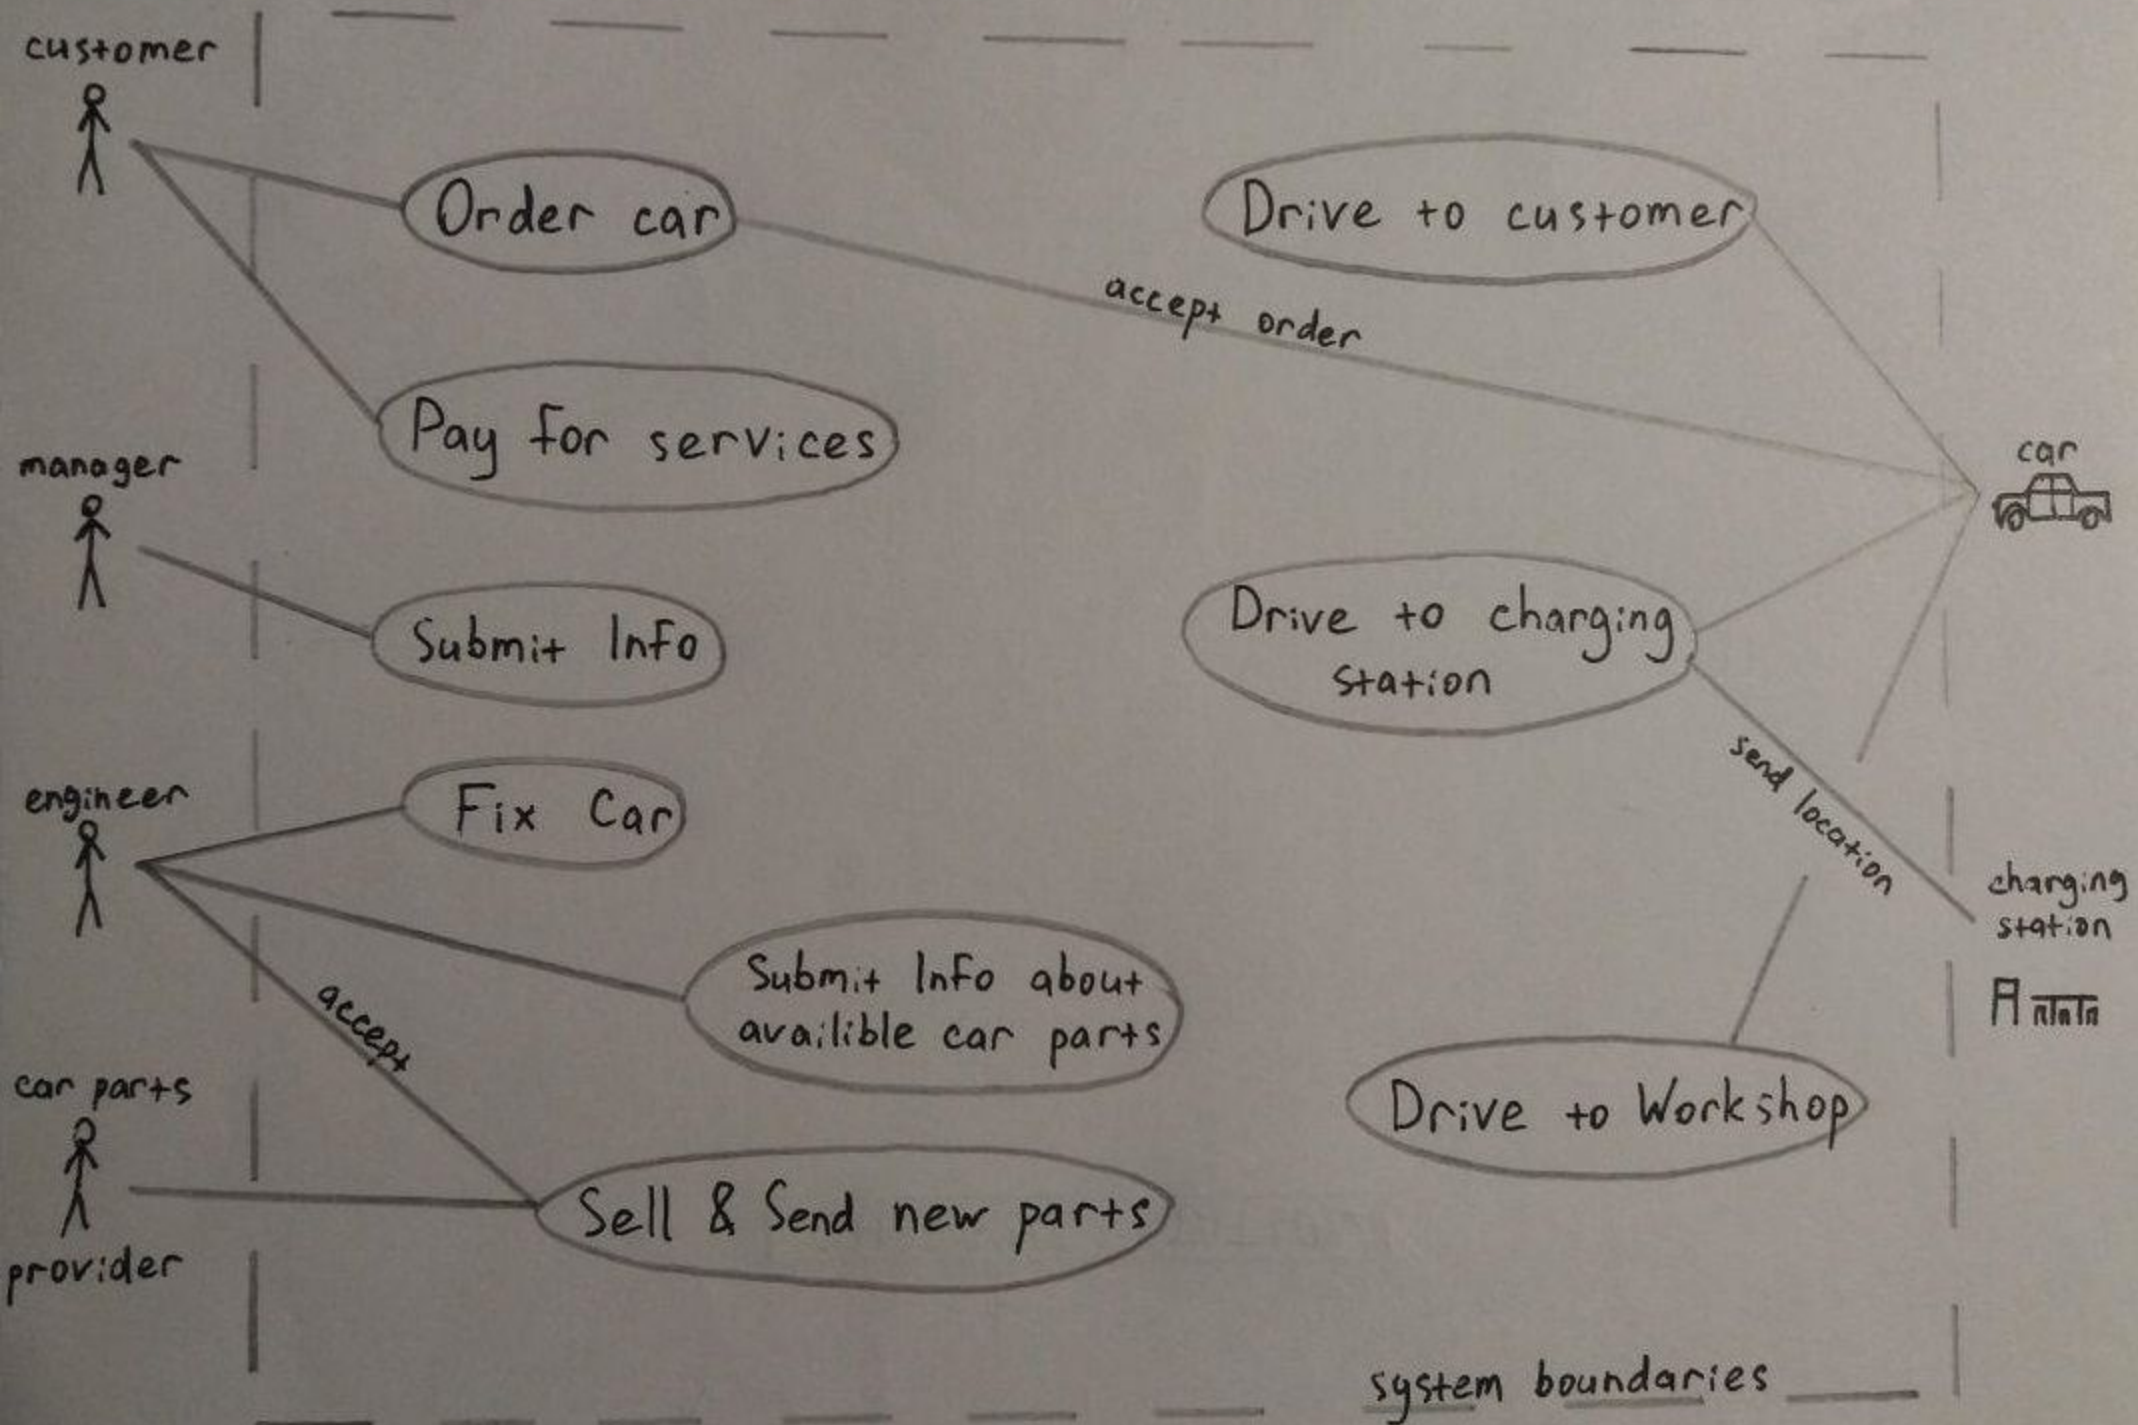 customer
Order car
Drive to customer
accept order
Pay for services
manager
car
Submit Info
Drive to charging
station
send location
engineer
Fix Car
charging
station
Submit Info about
availible car parts
accept
car parts
provider
Sell & Send new parts
Drive to Workshop
system boundaries